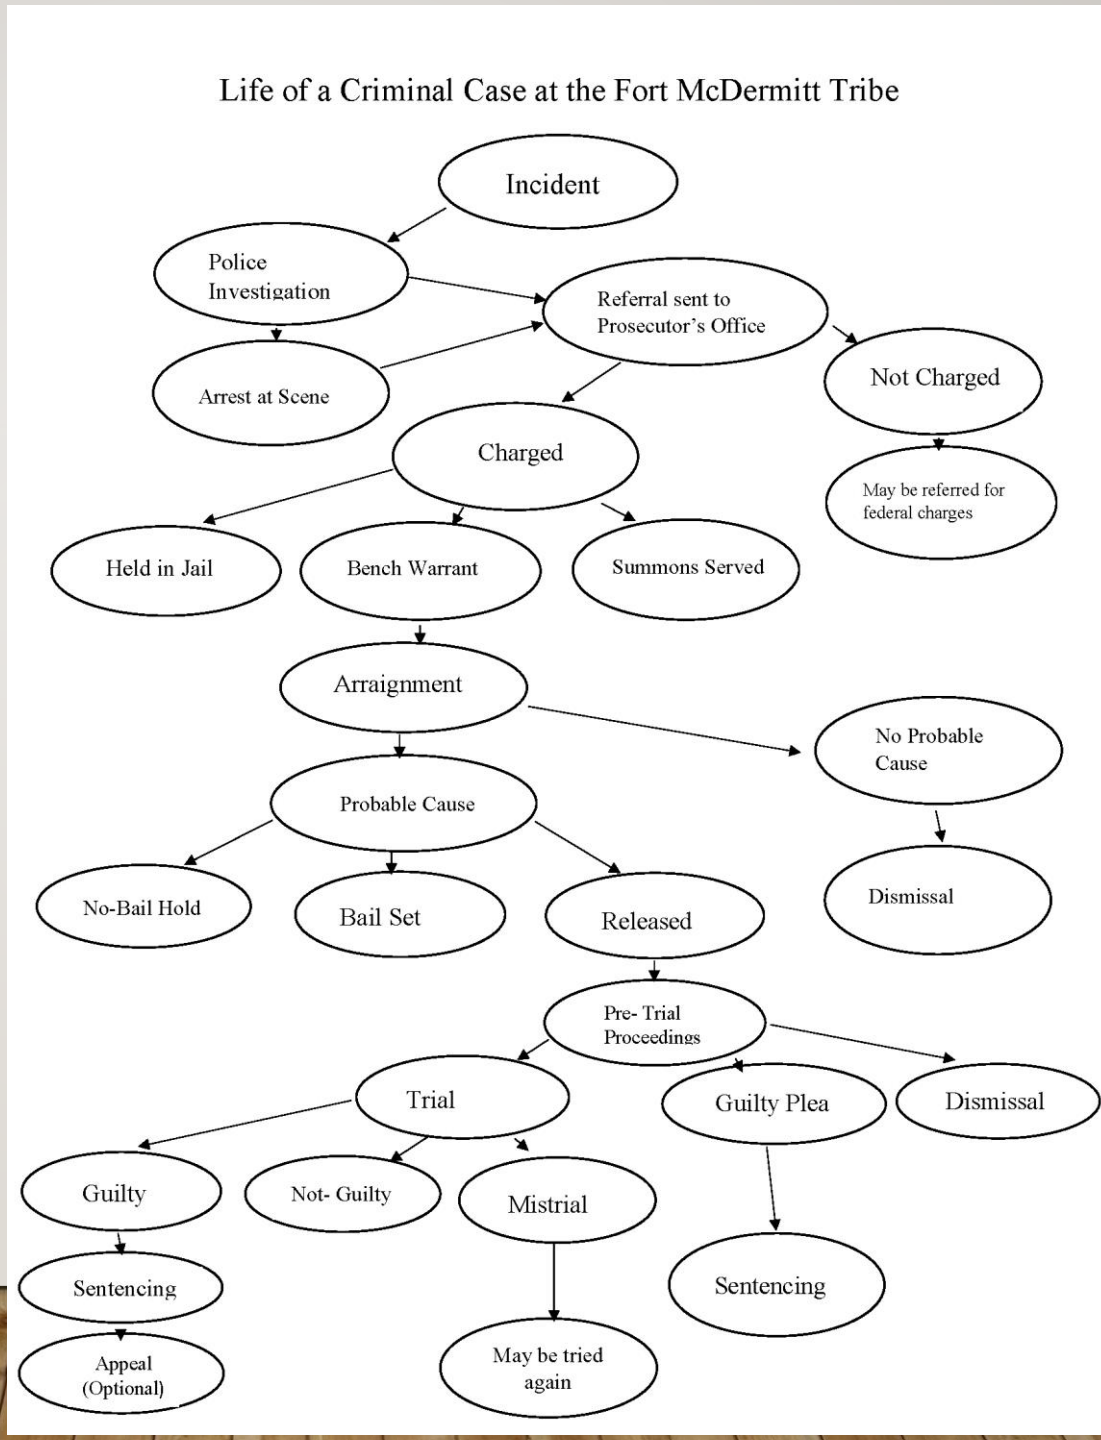 Life of a Criminal Case at the Fort McDermitt Tribe
Incident
Police
Investigation
Referral sent to
Prosecutor's Office
Arrest at Scene
Not Charged
Charged
May be referred for
federal charges
Held in Jail
Bench Warrant
Summons Served
Arraignment
No Probable
Cause
Probable Cause
No-Bail Hold
Bail Set
Released
Dismissal
Pre- Trial
Proceedings
Trial
Guilty Plea
Dismissal
Guilty
Not- Guilty
Mistrial
Sentencing
Sentencing
May be tried
again
Appeal
(Optional)